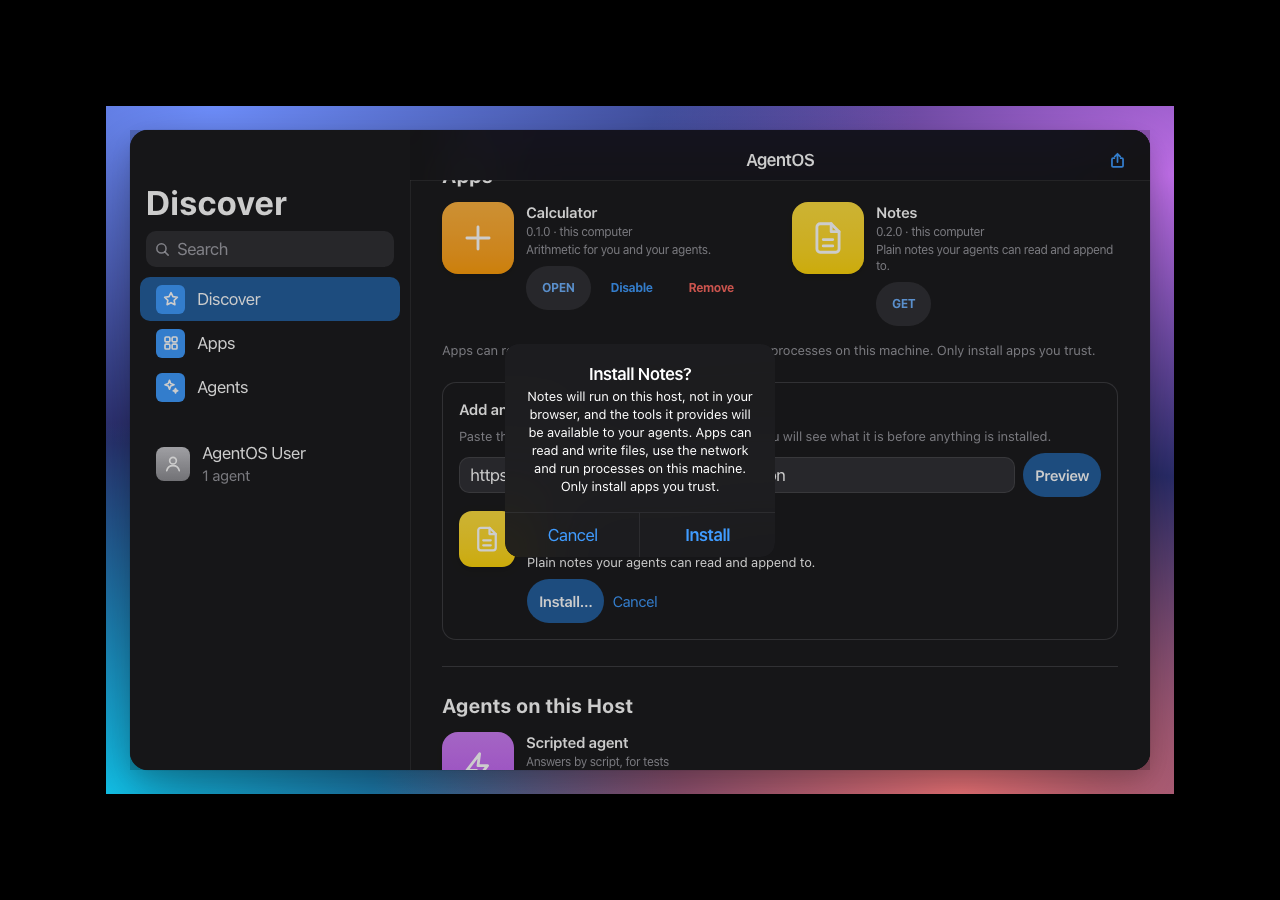 AgentOS
Discover
Search
Discover
Apps
Agents
AgentOS User
1 agent
Apps
Calculator
0.1.0 · this computer
Arithmetic for you and your agents.
OPEN
Disable
Remove
Notes
0.2.0 · this computer
Plain notes your agents can read and append
to.
GET
Apps can
processes on this machine. Only install apps you trust.
Install Notes?
Notes will run on this host, not in your
browser, and the tools it provides will
be available to your agents. Apps can
read and write files, use the network
and run processes on this machine.
Only install apps you trust.
Cancel
Install
Add
Paste
will see what it is before anything is installed.
https
Preview
Plain notes your agents can read and append to.
Install...
Cancel
Agents on this Host
Scripted agent
Answers by script, for tests